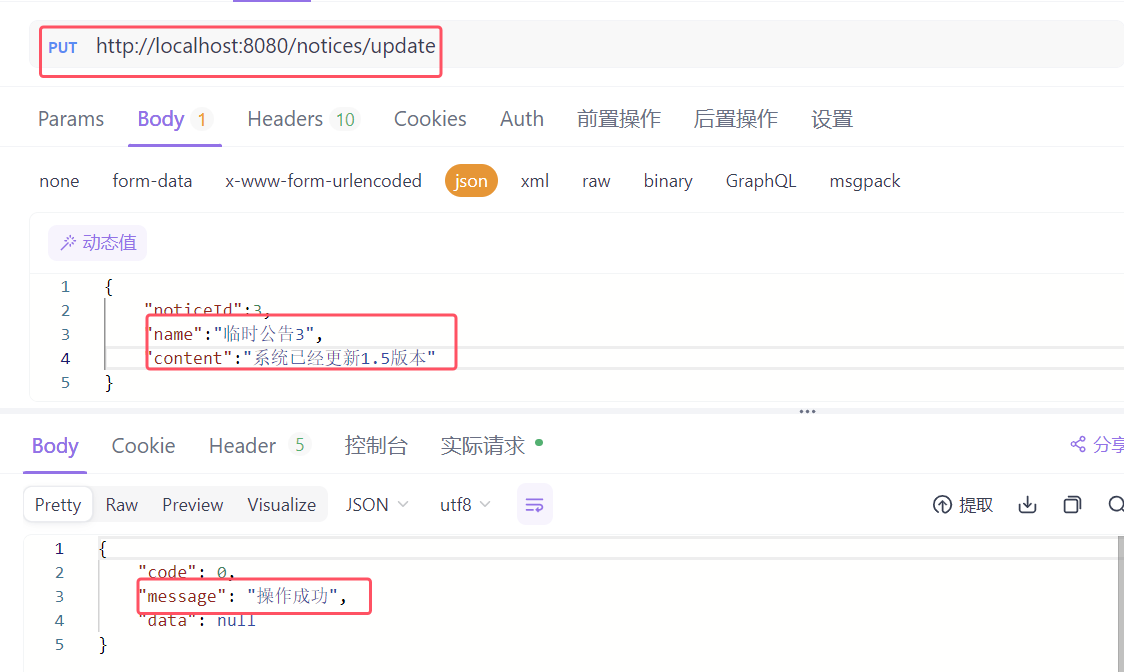 PUT http://localhost:8080/notices/update
Params Body 1 Headers 10 Cookies Auth 前置操作 后置操作 设置
none form-data x-www-form-urlencoded json xml raw binary GraphQL msgpack
动态值
1 {
2 "noticeId":3,
3 "name":"临时公告3",
4 "content":"系统已经更新1.5版本"
5 }
Body Cookie Header 5 控制台 实际请求 分享
Pretty Raw Preview Visualize JSON utf8 提取
1 {
2 "code": 0,
3 "message": "操作成功",
4 "data": null
5 }